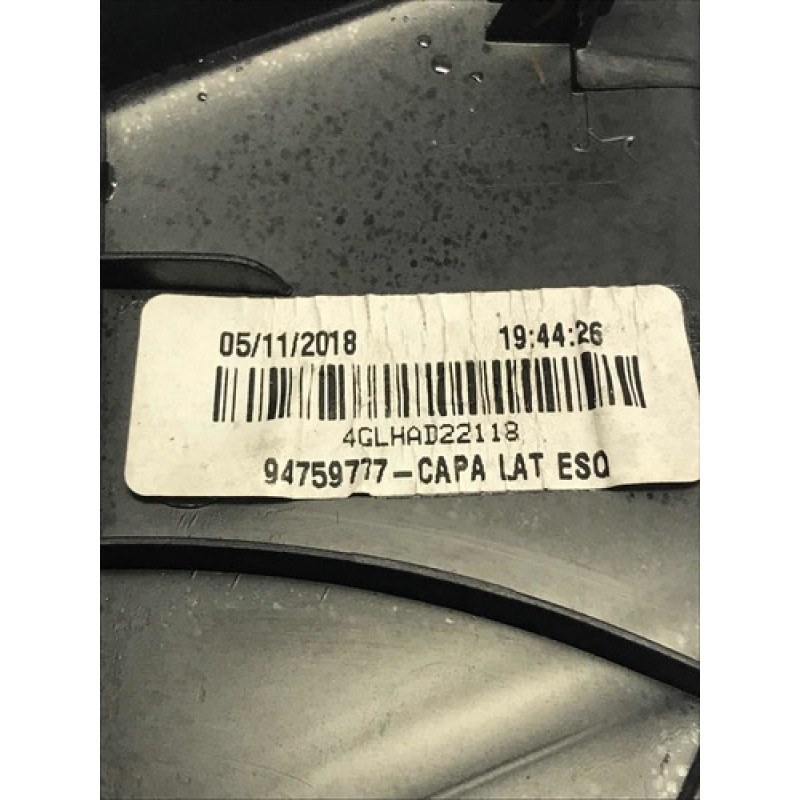 05/11/2018 19:44:26
4GLHAD22118
94759777-CAPA LAT ESQ